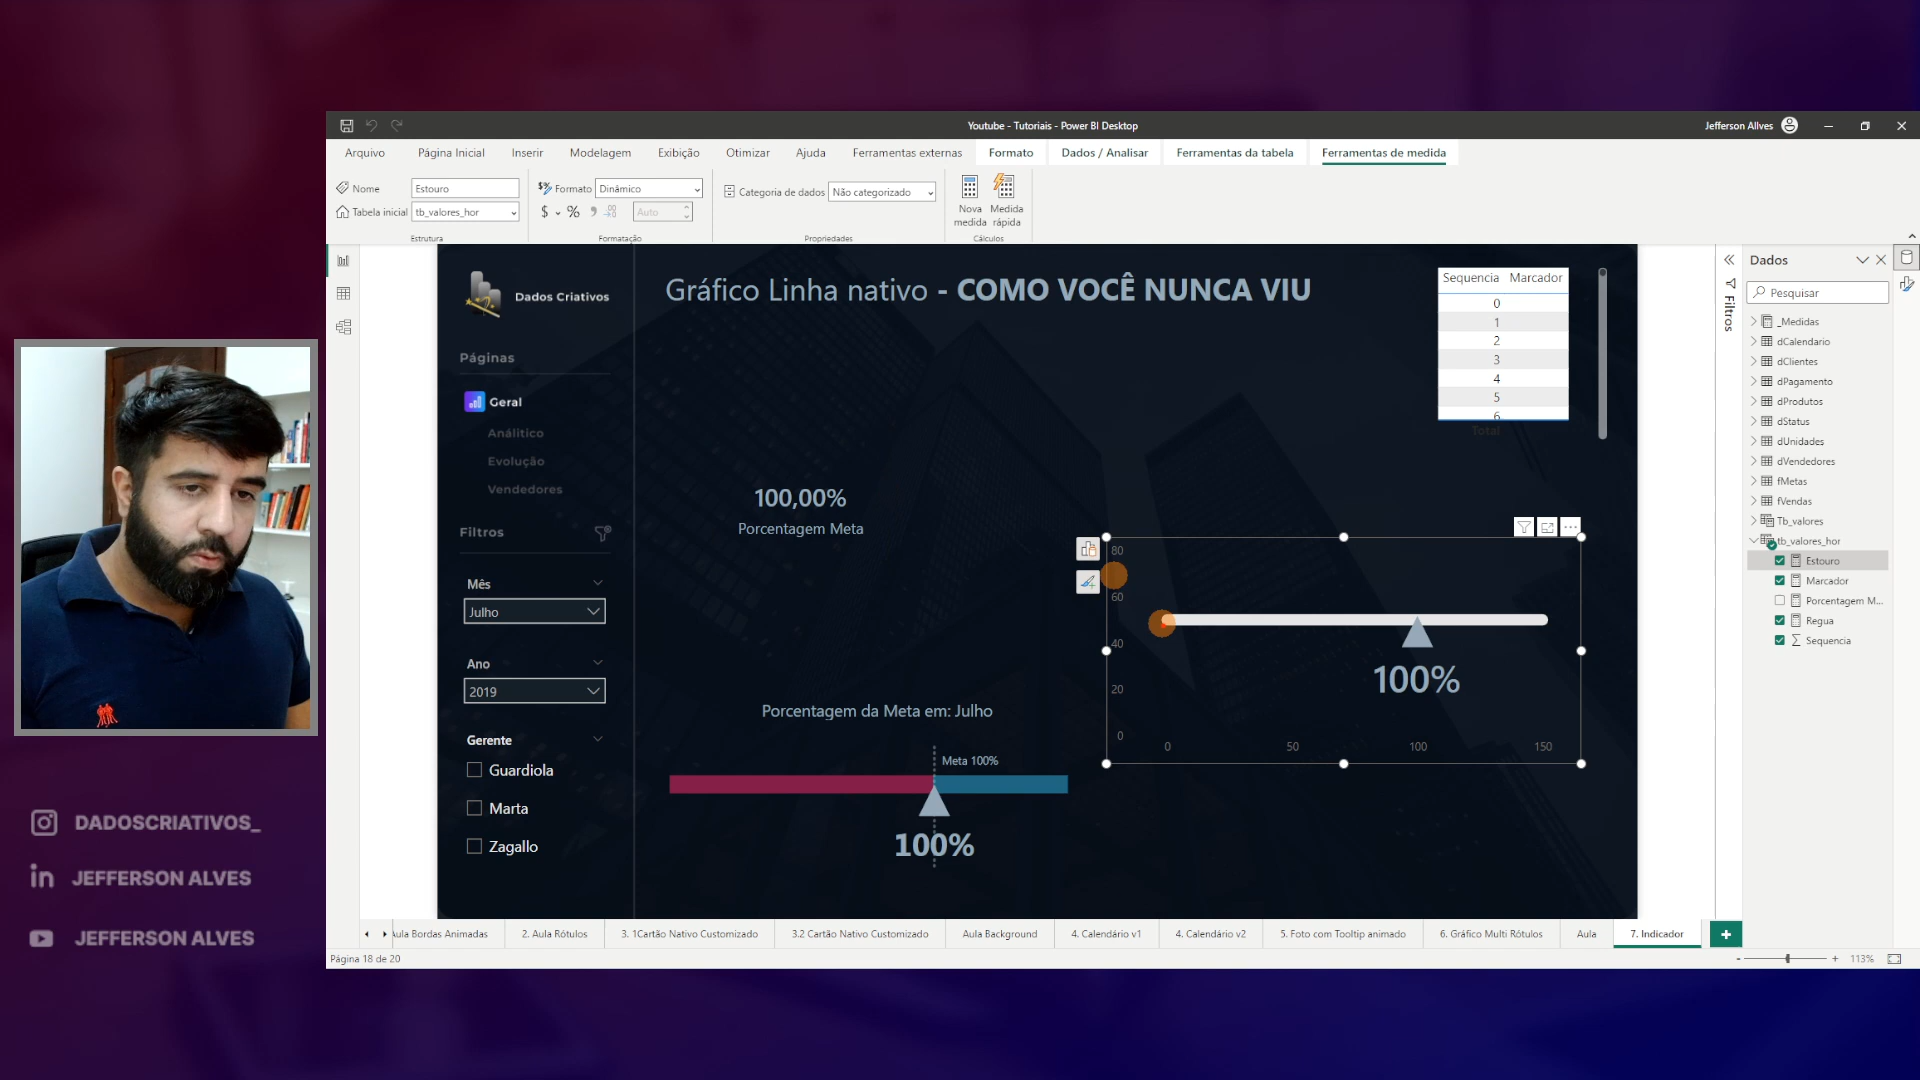 Youtube - Tutoriais - Power BI Desktop
Jefferson Allves
Arquivo
Página Inicial
Inserir
Modelagem
Exibição
Otimizar
Ajuda
Ferramentas externas
Formato
Dados / Analisar
Ferramentas da tabela
Ferramentas de medida
Nome
Estouro
Tabela inicial
tb_valores_hor
Estrutura
Formato
Dinâmico
$
%
Auto
Formatação
Categoria de dados
Não categorizado
Propriedades
Nova medida
Medida rápida
Cálculos
Dados Criativos
Páginas
Geral
Análitico
Evolução
Vendedores
Filtros
Mês
Julho
Ano
2019
Gerente
Guardiola
Marta
Zagallo
Gráfico Linha nativo - COMO VOCÊ NUNCA VIU
Sequencia Marcador
0
1
2
3
4
5
6
Total
100,00%
Porcentagem Meta
Porcentagem da Meta em: Julho
Meta 100%
100%
80
60
40
20
0
100%
0 50 100 150
Filtros
Dados
Pesquisar
_Medidas
dCalendario
dClientes
dPagamento
dProdutos
dStatus
dUnidades
dVendedores
fMetas
fVendas
Tb_valores
tb_valores_hor
Estouro
Marcador
Porcentagem M...
Regua
Sequencia
DADOSCRIATIVOS_
JEFFERSON ALVES
JEFFERSON ALVES
Aula Bordas Animadas
2. Aula Rótulos
3. 1Cartão Nativo Customizado
3.2 Cartão Nativo Customizado
Aula Background
4. Calendário v1
4. Calendário v2
5. Foto com Tooltip animado
6. Gráfico Multi Rótulos
Aula
7. Indicador
Página 18 de 20
113%